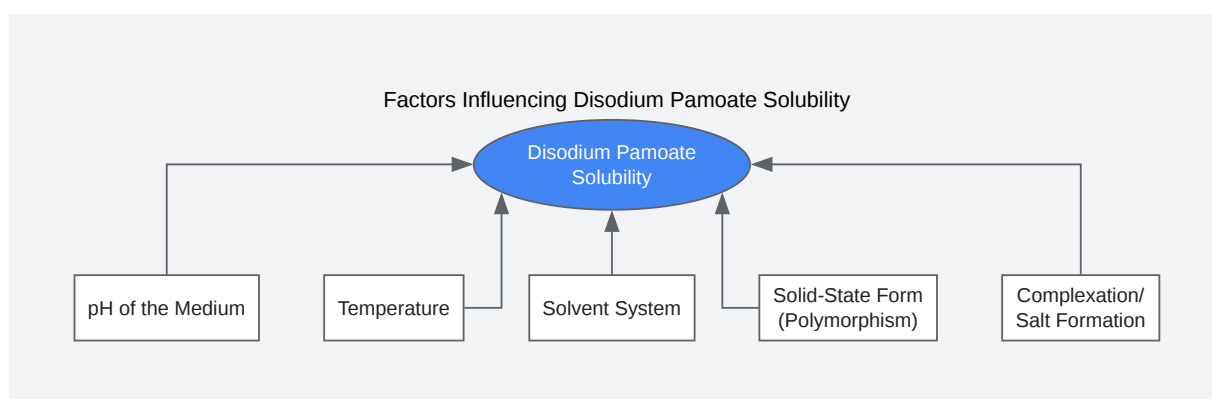 Factors Influencing Disodium Pamoate Solubility
Disodium Pamoate
Solubility
pH of the Medium
Temperature
Solvent System
Solid-State Form
(Polymorphism)
Complexation/
Salt Formation